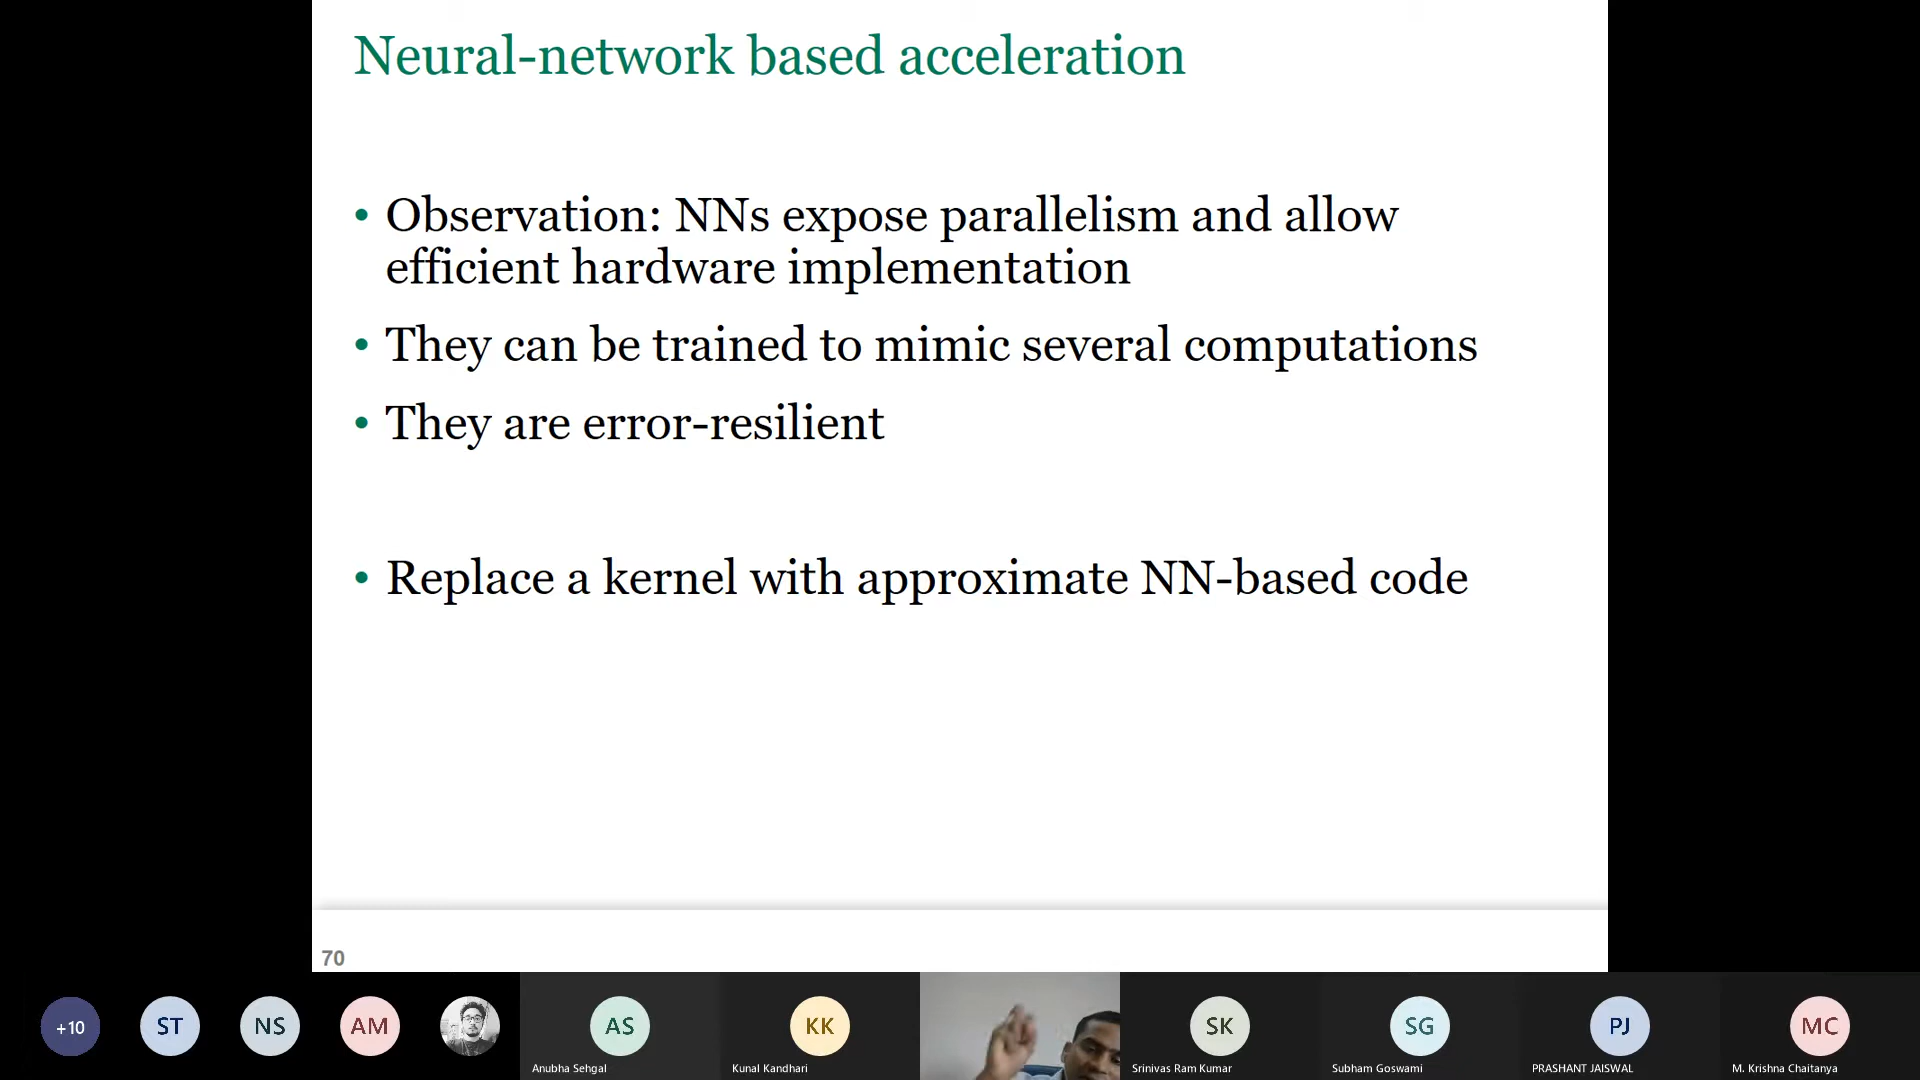 Neural-network based acceleration
• Observation: NNs expose parallelism and allow
efficient hardware implementation
• They can be trained to mimic several computations
• They are error-resilient
• Replace a kernel with approximate NN-based code
70
+10
ST
NS
AM
AS
KK
SK
SG
PJ
MC
Anubha Sehgal
Kunal Kandhari
Srinivas Ram Kumar
Subham Goswami
PRASHANT JAISWAL
M. Krishna Chaitanya